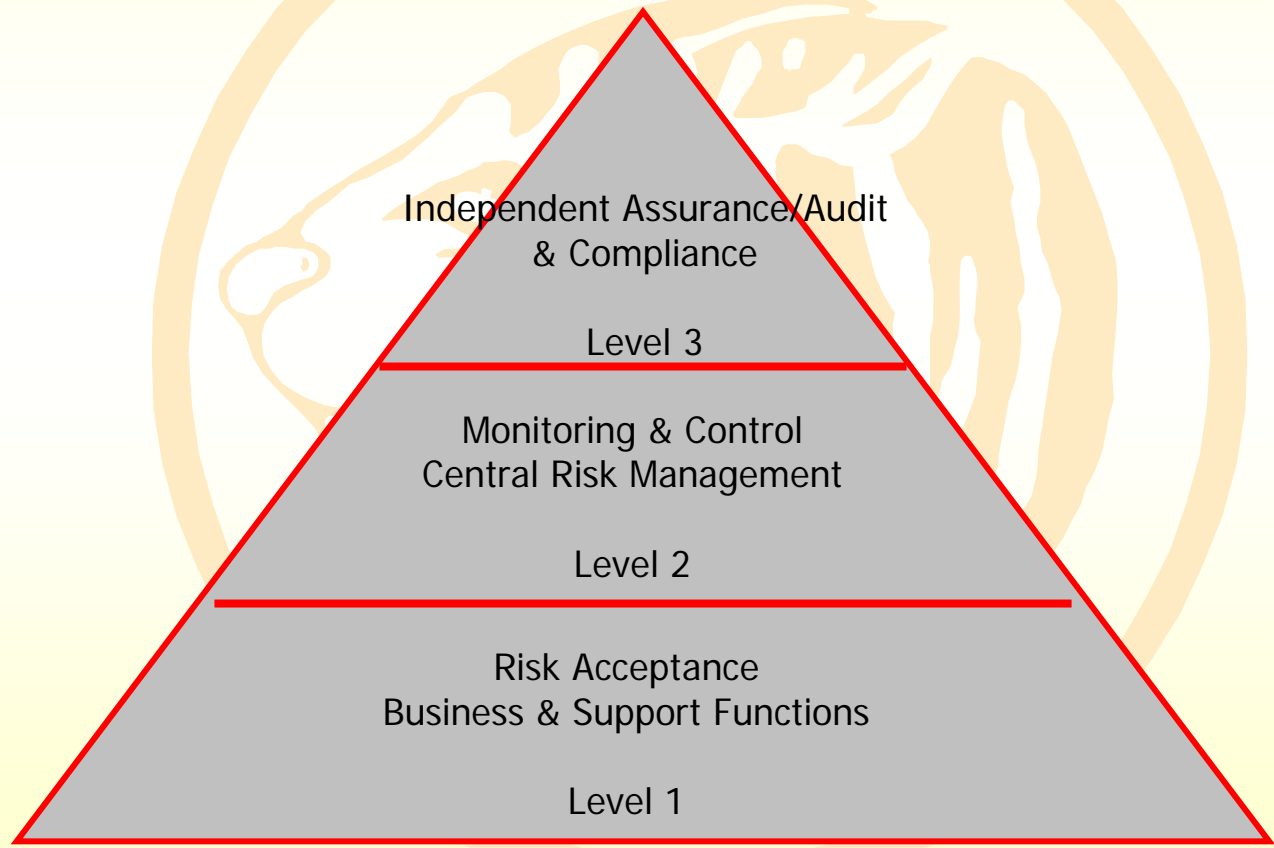 Independent Assurance/Audit
& Compliance
Level 3
Monitoring & Control
Central Risk Management
Level 2
Risk Acceptance
Business & Support Functions
Level 1